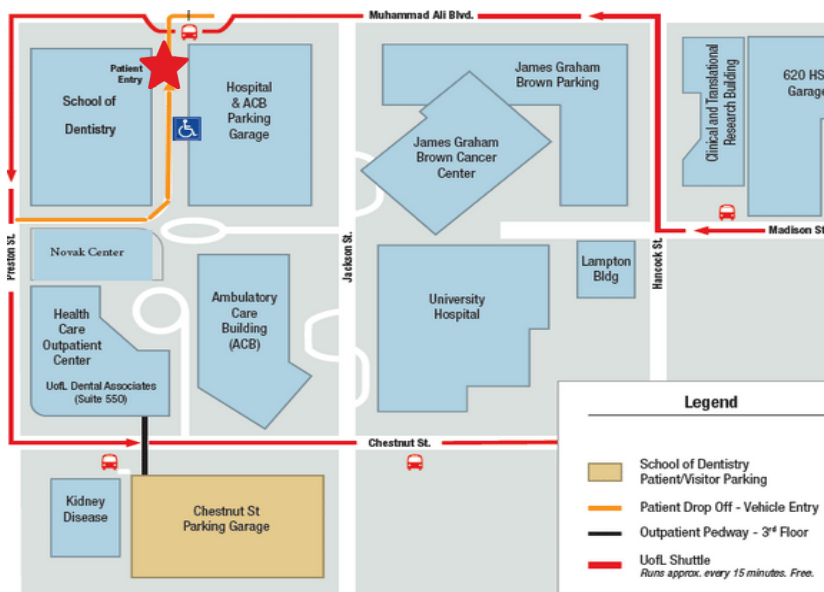 Muhammad Ali Blvd.
Patient
Entry
School of
Dentistry
Hospital
& ACB
Parking
Garage
James Graham
Brown Parking
James Graham
Brown Cancer
Center
Clinical and Translational
Research Building
620 HS
Garage
Preston St.
Jackson St.
Hancock St.
Madison St
Novak Center
Health
Care
Outpatient
Center
UofL Dental Associates
(Suite 550)
Ambulatory
Care
Building
(ACB)
University
Hospital
Lampton
Bldg
Chestnut St.
Kidney
Disease
Chestnut St
Parking Garage
Legend
School of Dentistry
Patient/Visitor Parking
Patient Drop Off - Vehicle Entry
Outpatient Pedway - 3rd Floor
UofL Shuttle
Runs approx. every 15 minutes. Free.